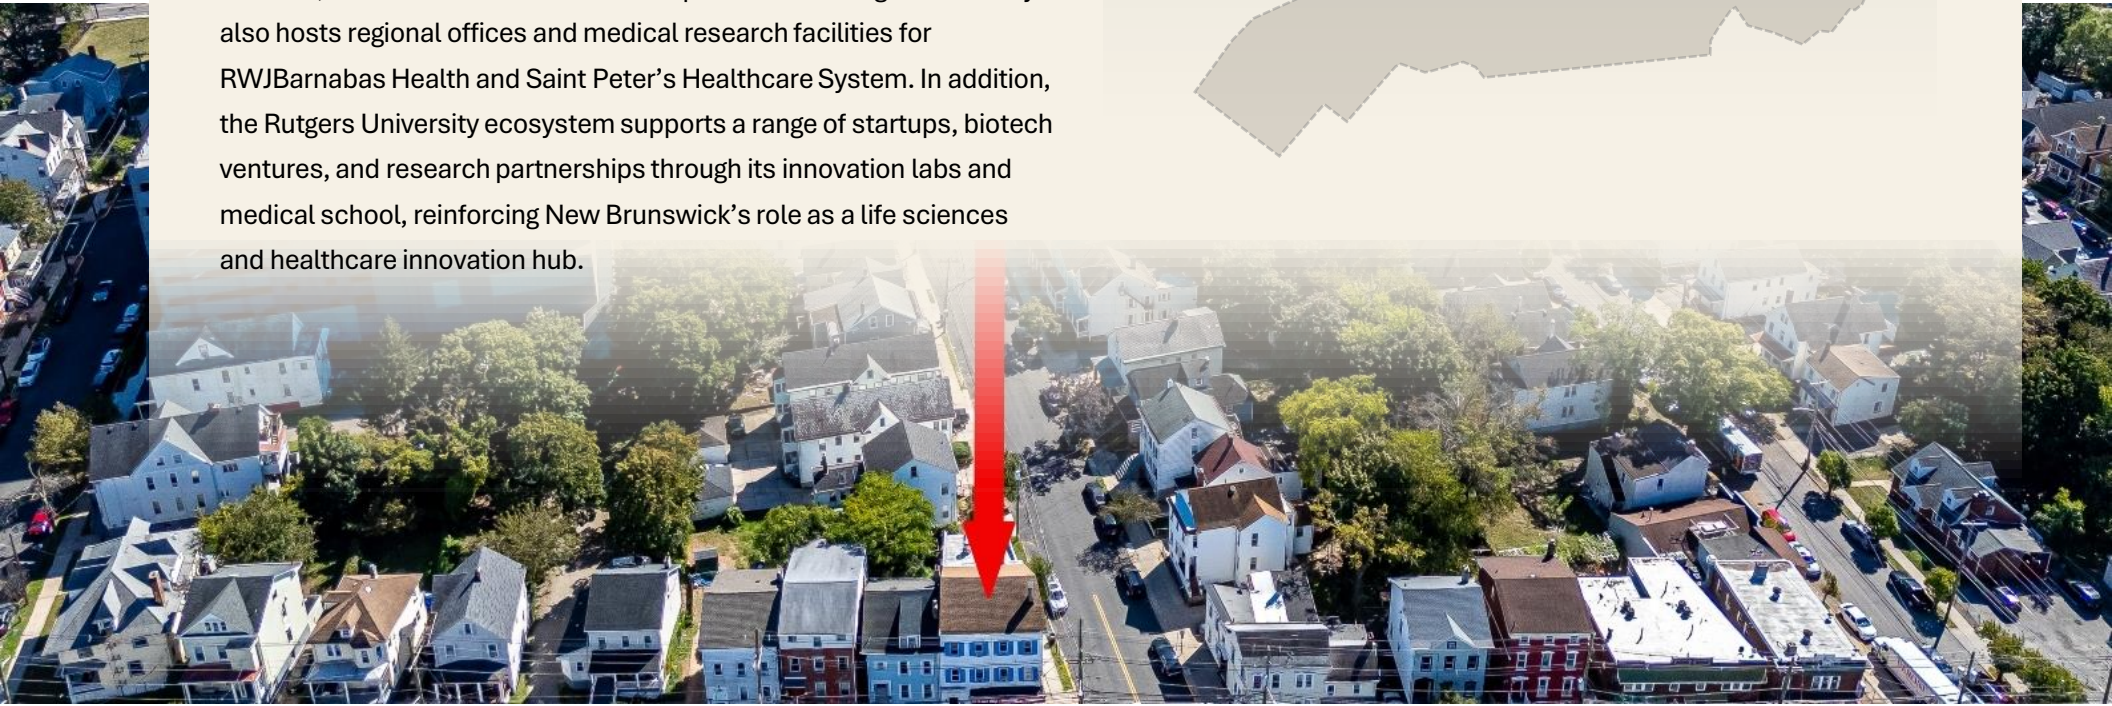 also hosts regional offices and medical research facilities for
RWJBarnabas Health and Saint Peter’s Healthcare System. In addition,
the Rutgers University ecosystem supports a range of startups, biotech
ventures, and research partnerships through its innovation labs and
medical school, reinforcing New Brunswick’s role as a life sciences
and healthcare innovation hub.